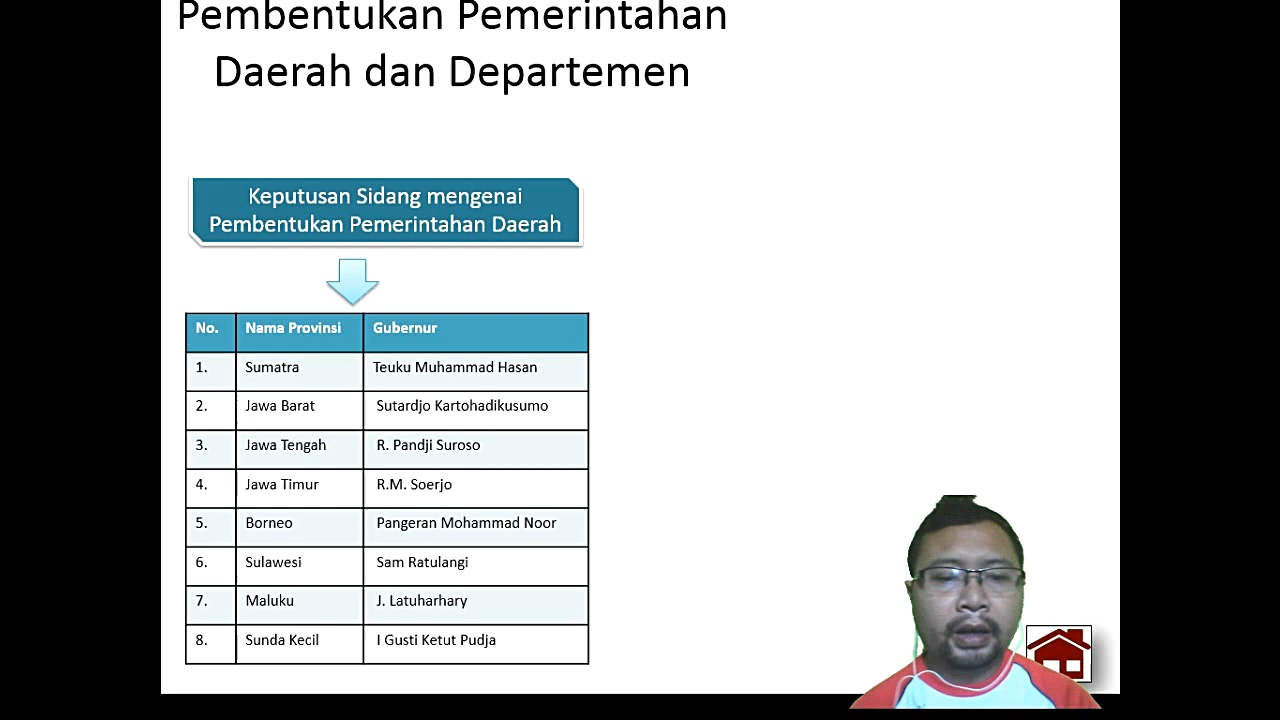 Pembentukan Pemerintahan
Daerah dan Departemen
Keputusan Sidang mengenai
Pembentukan Pemerintahan Daerah
No. Nama Provinsi Gubernur
1. Sumatra Teuku Muhammad Hasan
2. Jawa Barat Sutardjo Kartohadikusumo
3. Jawa Tengah R. Pandji Suroso
4. Jawa Timur R.M. Soerjo
5. Borneo Pangeran Mohammad Noor
6. Sulawesi Sam Ratulangi
7. Maluku J. Latuharhary
8. Sunda Kecil I Gusti Ketut Pudja